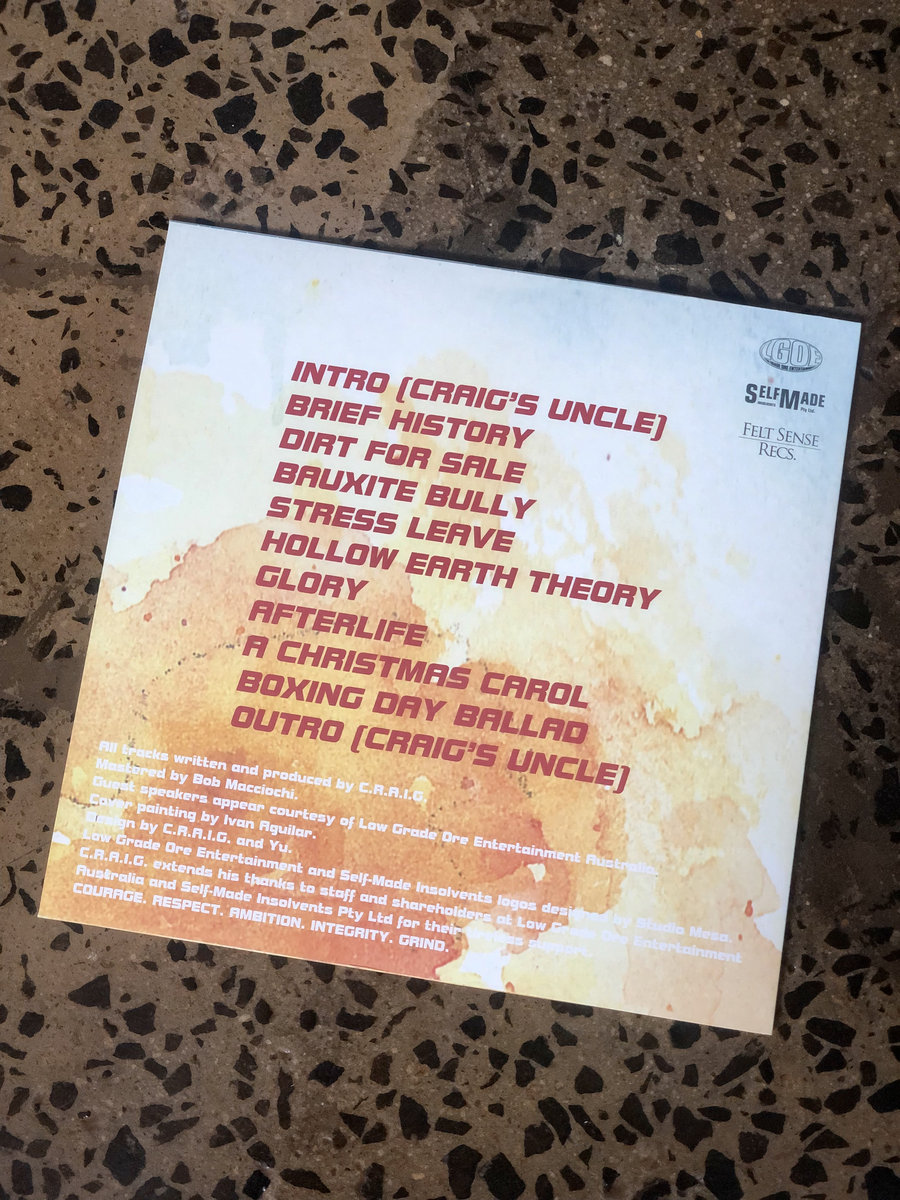 INTRO (CRAIG'S UNCLE)
BRIEF HISTORY
DIRT FOR SALE
BAUXITE BULLY
STRESS LEAVE
HOLLOW EARTH THEORY
GLORY
AFTERLIFE
A CHRISTMAS CAROL
BOXING DAY BALLAD
OUTRO (CRAIG'S UNCLE)
LGOE
SELFMADE
Pty Ltd.
FELT SENSE
RECS.
All tracks written and produced by C.R.A.I.G.
Mastered by Bob Macciochi.
Guest speakers appear courtesy of Low Grade Ore Entertainment Australia.
Cover painting by Ivan Aguilar.
Design by C.R.A.I.G. and Yu.
Low Grade Ore Entertainment and Self-Made Insolvents logos designed by Studio Mesa.
C.R.A.I.G. extends his thanks to staff and shareholders at Low Grade Ore Entertainment
Australia and Self-Made Insolvents Pty Ltd for their tireless support.
COURAGE. RESPECT. AMBITION. INTEGRITY. GRIND.